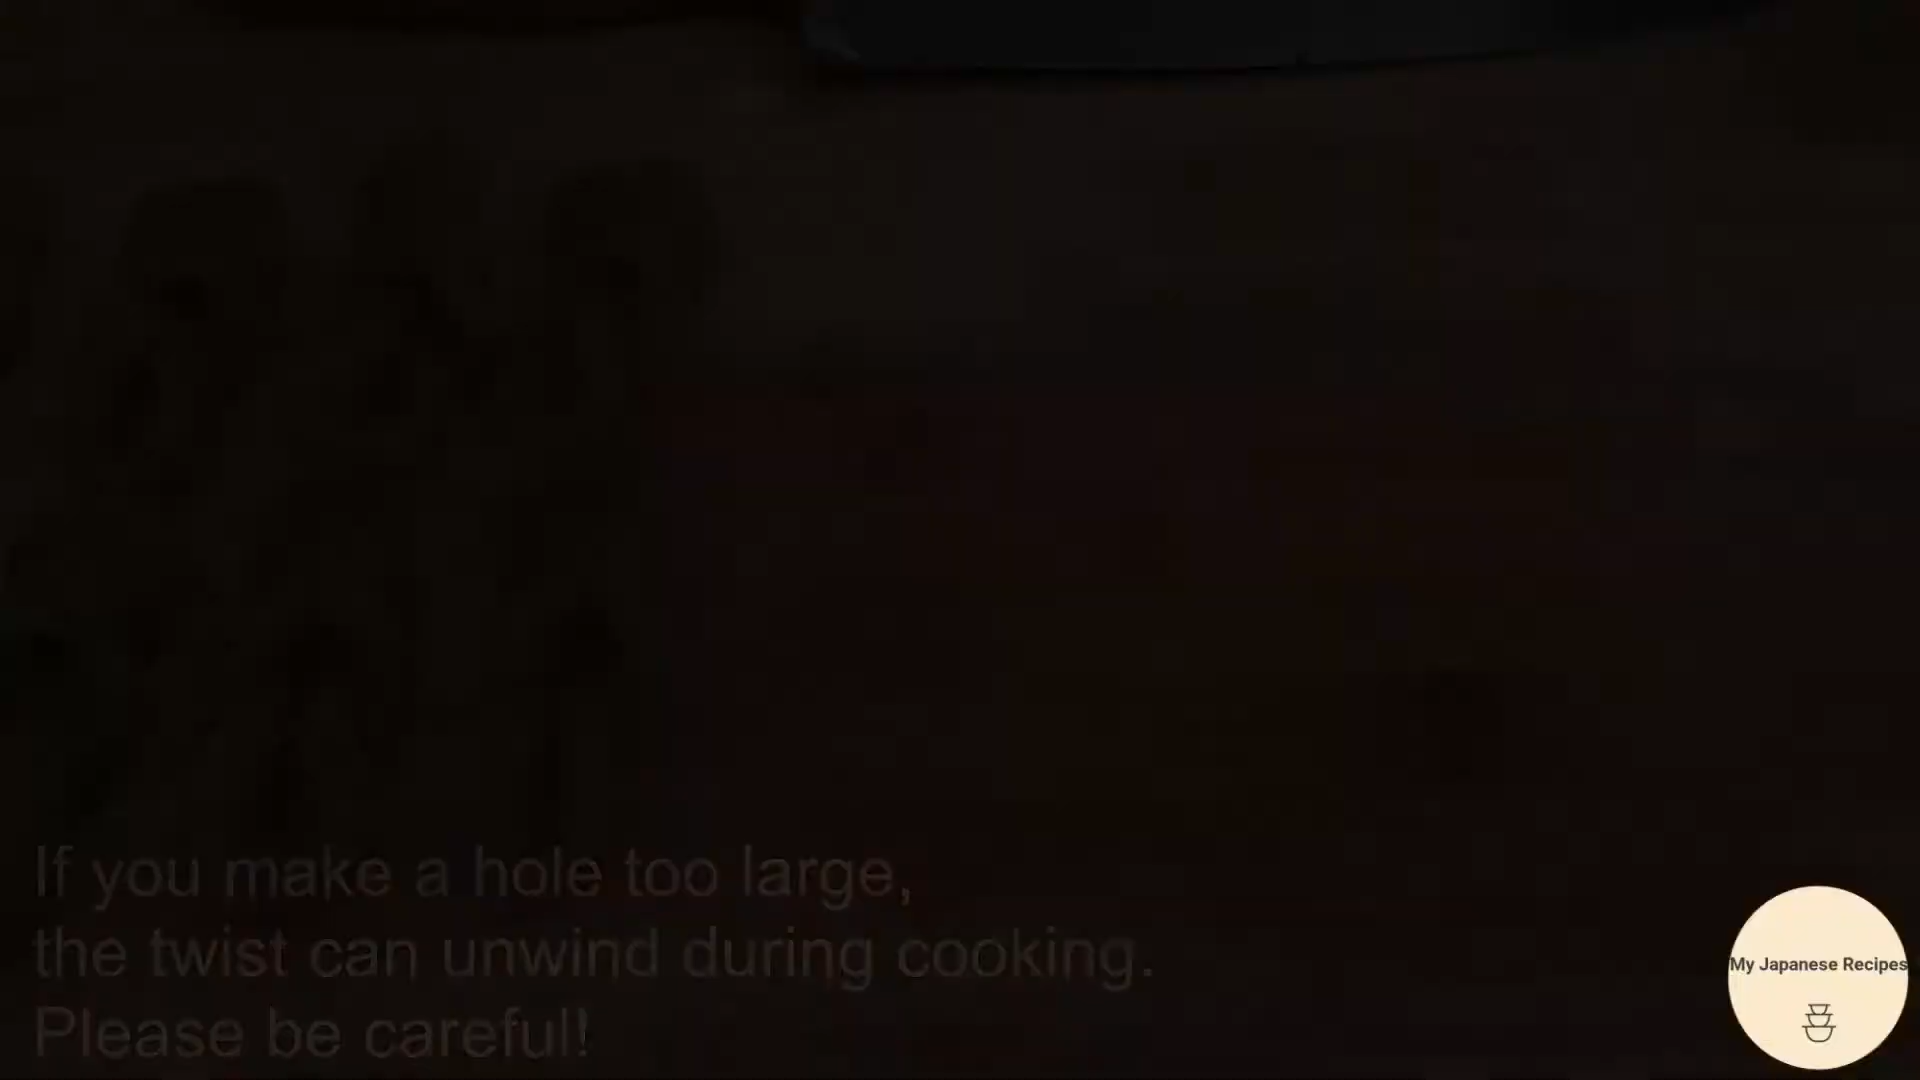 If you make a hole too large,
the twist can unwind during cooking.
Please be careful!
My Japanese Recipes